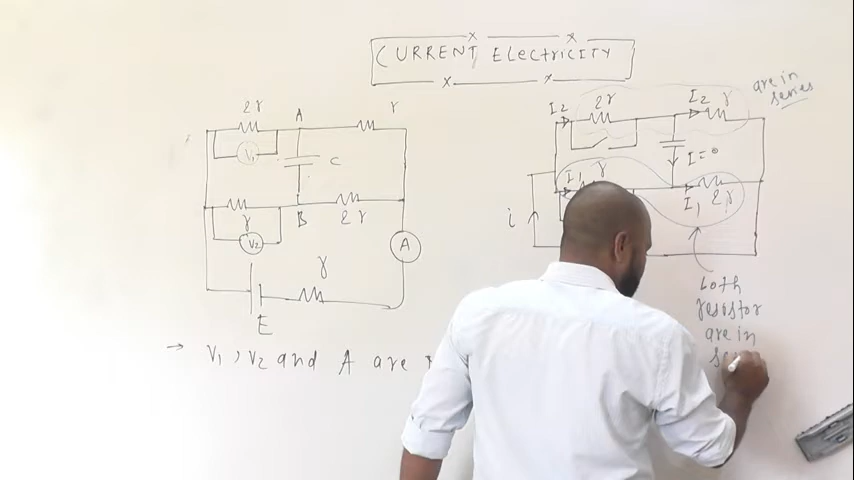 CURRENT ELECTRICITY
2r
A
r
V1
C
r
B
2r
V2
A
r
E
→ V1, V2 and A are
I2
2r
I2
r
are in
series
I=0
I1
r
I1
2r
i
both
resistor
are in